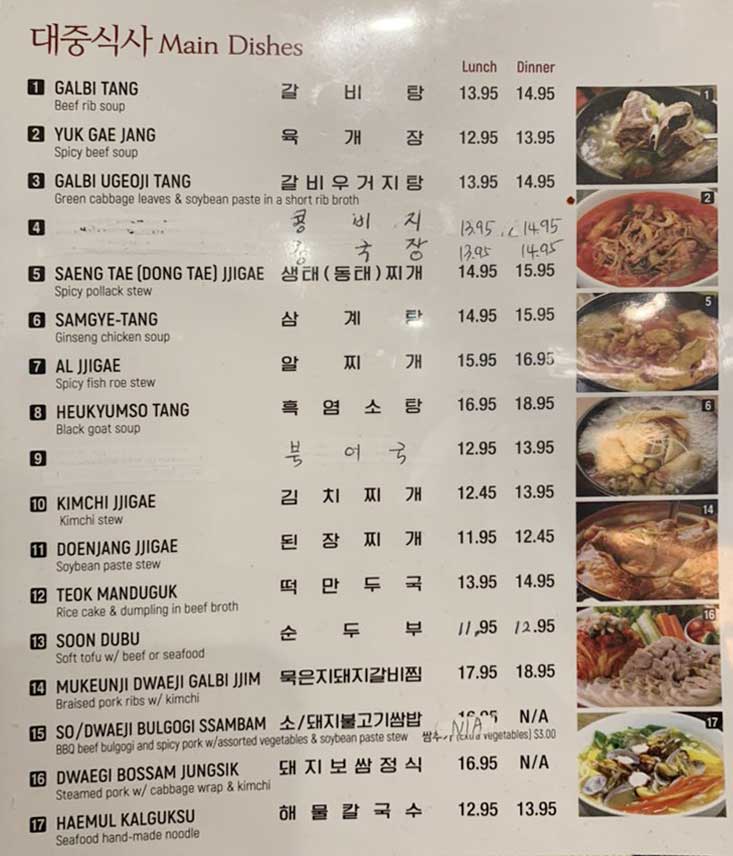 대중식사 Main Dishes
Lunch Dinner
1 GALBI TANG 갈 비 탕 13.95 14.95
Beef rib soup
2 YUK GAE JANG 육 개 장 12.95 13.95
Spicy beef soup
3 GALBI UGEOJI TANG 갈비우거지탕 13.95 14.95
Green cabbage leaves & soybean paste in a short rib broth
4 콩 비 지 13.95 14.95
국 장 13.95 14.95
5 SAENG TAE (DONG TAE) JJIGAE 생태(동태)찌개 14.95 15.95
Spicy pollack stew
6 SAMGYE-TANG 삼 계 탕 14.95 15.95
Ginseng chicken soup
7 AL JJIGAE 알 찌 개 15.95 16.95
Spicy fish roe stew
8 HEUKYUMSO TANG 흑 염 소 탕 16.95 18.95
Black goat soup
9 북 어 국 12.95 13.95
10 KIMCHI JJIGAE 김 치 찌 개 12.45 13.95
Kimchi stew
11 DOENJANG JJIGAE 된 장 찌 개 11.95 12.45
Soybean paste stew
12 TEOK MANDUGUK 떡 만 두 국 13.95 14.95
Rice cake & dumpling in beef broth
13 SOON DUBU 순 두 부 11.95 12.95
Soft tofu w/ beef or seafood
14 MUKEUNJI DWAEJI GALBI JJIM 묵은지돼지갈비찜 17.95 18.95
Braised pork ribs w/ kimchi
15 SO/DWAEJI BULGOGI SSAMBAM 소/돼지불고기쌈밥 N/A N/A
BBQ beef bulgogi and spicy pork w/assorted vegetables & soybean paste stew vegetables) $3.00
16 DWAEGI BOSSAM JUNGSIK 돼지보쌈정식 16.95 N/A
Steamed pork w/ cabbage wrap & kimchi
17 HAEMUL KALGUKSU 해물칼국수 12.95 13.95
Seafood hand-made noodle
1
2
5
6
14
16
17